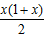 x(1 + x)
2